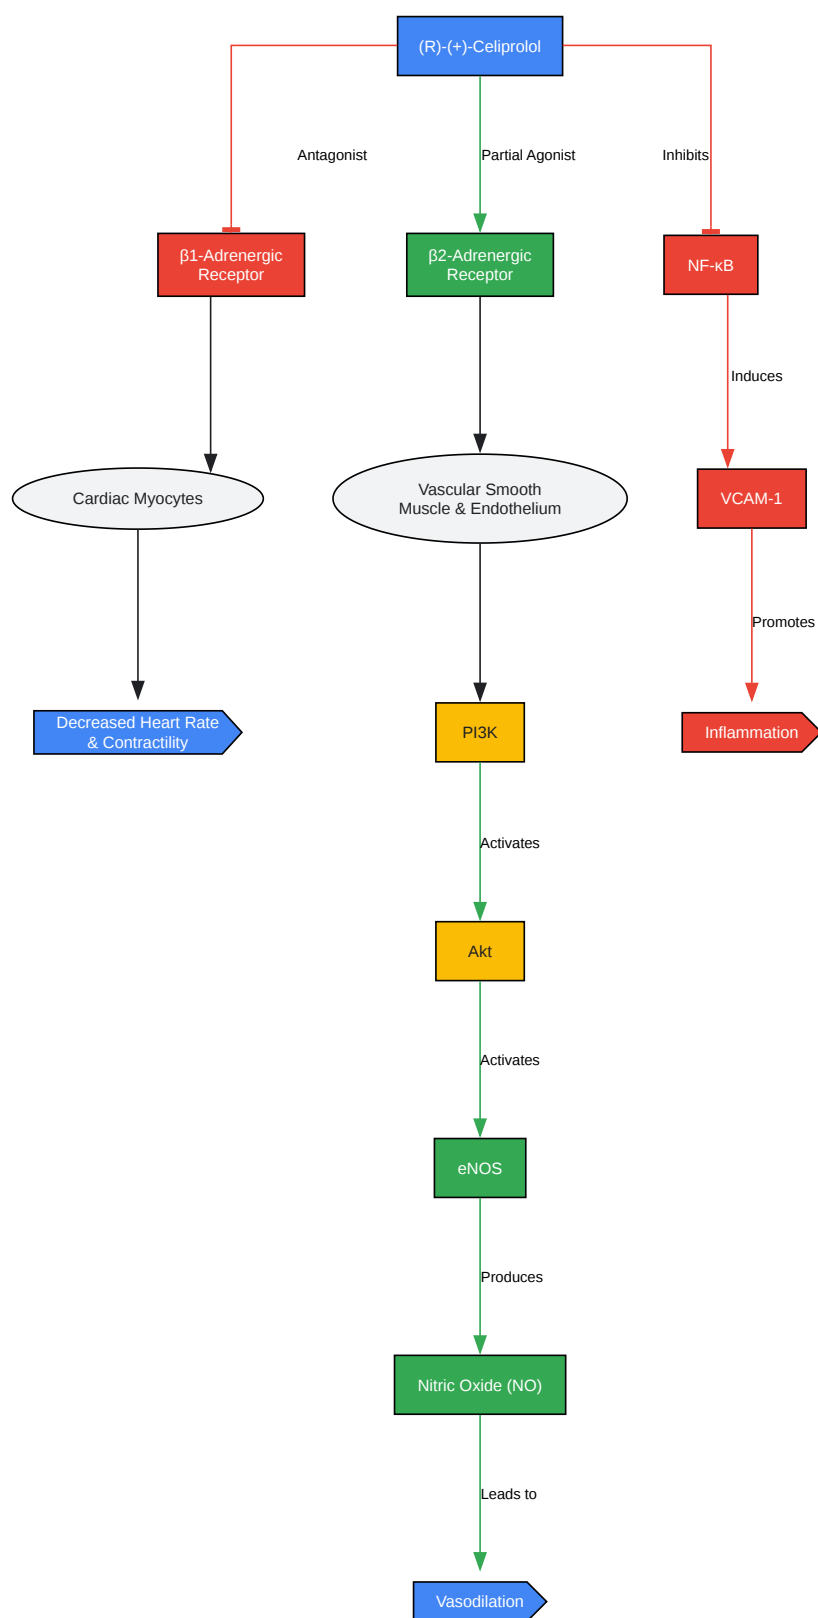 (R)-(+)-Celiprolol
Antagonist
Partial Agonist
Inhibits
β1-Adrenergic
Receptor
β2-Adrenergic
Receptor
NF-κB
Induces
Cardiac Myocytes
Vascular Smooth
Muscle & Endothelium
VCAM-1
Promotes
Decreased Heart Rate
& Contractility
PI3K
Inflammation
Activates
Akt
Activates
eNOS
Produces
Nitric Oxide (NO)
Leads to
Vasodilation